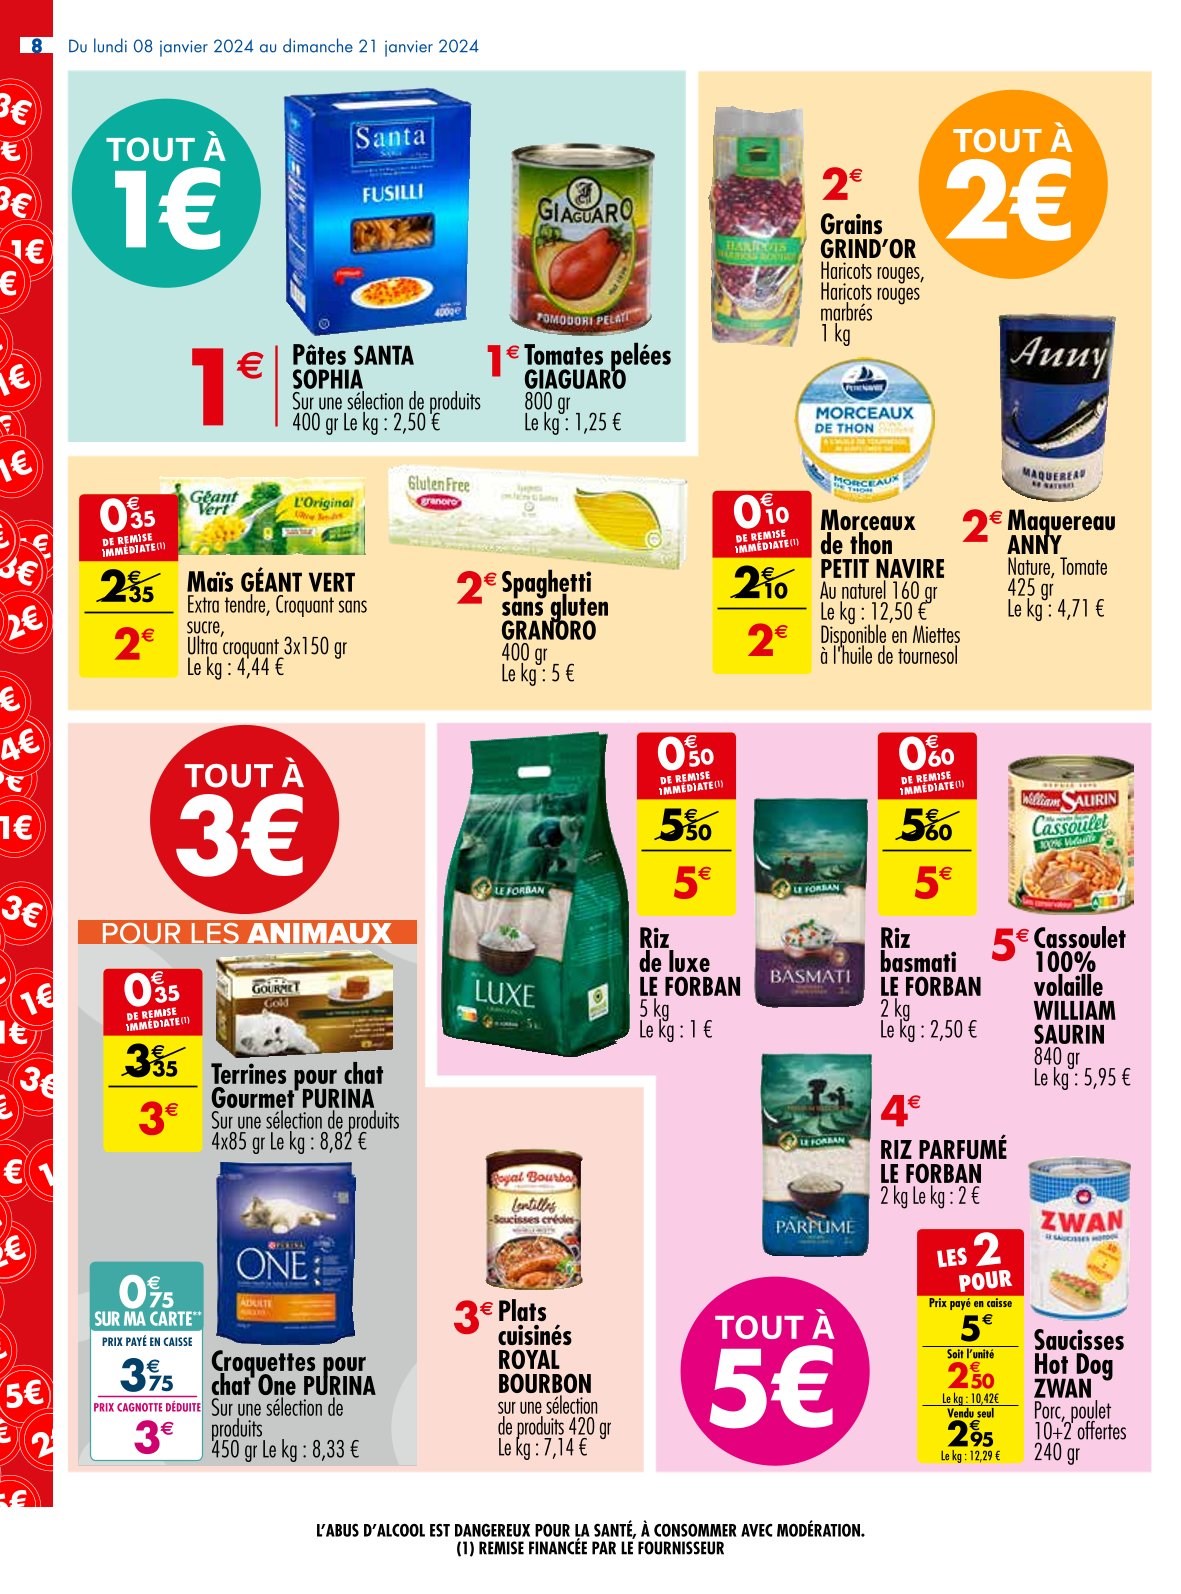 8
Du lundi 08 janvier 2024 au dimanche 21 janvier 2024
TOUT À
1€
Santa
FUSILLI
400g
GIAGUARO
POMODORI PELATI
1€
Pâtes SANTA
SOPHIA
Sur une sélection de produits
400 gr Le kg : 2,50 €
1€ Tomates pelées
GIAGUARO
800 gr
Le kg : 1,25 €
TOUT À
2€
HARICOTS
2€
Grains
GRIND'OR
Haricots rouges,
Haricots rouges
marbrés
1 kg
PETIT NAVIRE
MORCEAUX
DE THON
MORCEAUX
DE THON
Anny
MAQUEREAU
AU NATUREL
0€35
DE REMISE
IMMÉDIATE(1)
2€35
2€
Géant
Vert
L'Original
Maïs GÉANT VERT
Extra tendre, Croquant sans
sucre,
Ultra croquant 3x150 gr
Le kg : 4,44 €
Gluten Free
granoro
2€ Spaghetti
sans gluten
GRANORO
400 gr
Le kg : 5 €
0€10
DE REMISE
IMMÉDIATE(1)
2€10
2€
Morceaux
de thon
PETIT NAVIRE
Au naturel 160 gr
Le kg : 12,50 €
Disponible en Miettes
à l'huile de tournesol
2€ Maquereau
ANNY
Nature, Tomate
425 gr
Le kg : 4,71 €
TOUT À
3€
POUR LES ANIMAUX
0€35
DE REMISE
IMMÉDIATE(1)
3€35
3€
GOURMET
Gold
Terrines pour chat
Gourmet PURINA
Sur une sélection de produits
4x85 gr Le kg : 8,82 €
PURINA
ONE
ADULTE
0€75
SUR MA CARTE**
PRIX PAYÉ EN CAISSE
3€75
PRIX CAGNOTTE DÉDUITE
3€
Croquettes pour
chat One PURINA
Sur une sélection de
produits
450 gr Le kg : 8,33 €
Royal Bourbon
Lentilles
Saucisses créoles
3€ Plats
cuisinés
ROYAL
BOURBON
sur une sélection
de produits 420 gr
Le kg : 7,14 €
LE FORBAN
LUXE
0€50
DE REMISE
IMMÉDIATE(1)
5€50
5€
Riz
de luxe
LE FORBAN
5 kg
Le kg : 1 €
LE FORBAN
BASMATI
0€60
DE REMISE
IMMÉDIATE(1)
5€60
5€
Riz
basmati
LE FORBAN
2 kg
Le kg : 2,50 €
DEPUIS 1898
William SAURIN
Cassoulet
100% Volaille
5€ Cassoulet
100%
volaille
WILLIAM
SAURIN
840 gr
Le kg : 5,95 €
LE FORBAN
PARFUMÉ
4€
RIZ PARFUMÉ
LE FORBAN
2 kg Le kg : 2 €
TOUT À
5€
LES 2
POUR
Prix payé en caisse
5€
Soit l'unité
2€50
Le kg : 10,42€
Vendu seul
2€95
Le kg : 12,29 €
ZWAN
Saucisses
Hot Dog
ZWAN
Porc, poulet
10+2 offertes
240 gr
L'ABUS D'ALCOOL EST DANGEREUX POUR LA SANTÉ, À CONSOMMER AVEC MODÉRATION.
(1) REMISE FINANCÉE PAR LE FOURNISSEUR